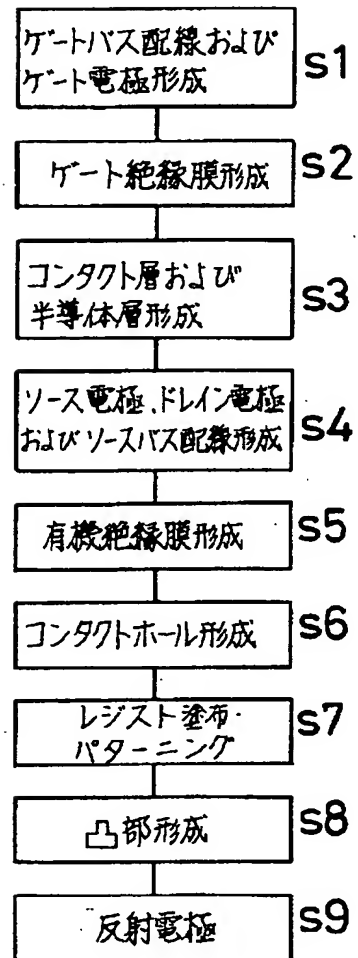 ゲートバス配線および
ゲート電極形成
s1
ゲート絶縁膜形成
s2
コンタクト層および
半導体層形成
s3
ソース電極、ドレイン電極
およびソースバス配線形成
s4
有機絶縁膜形成
s5
コンタクトホール形成
s6
レジスト塗布・
パターニング
s7
凸部形成
s8
反射電極
s9